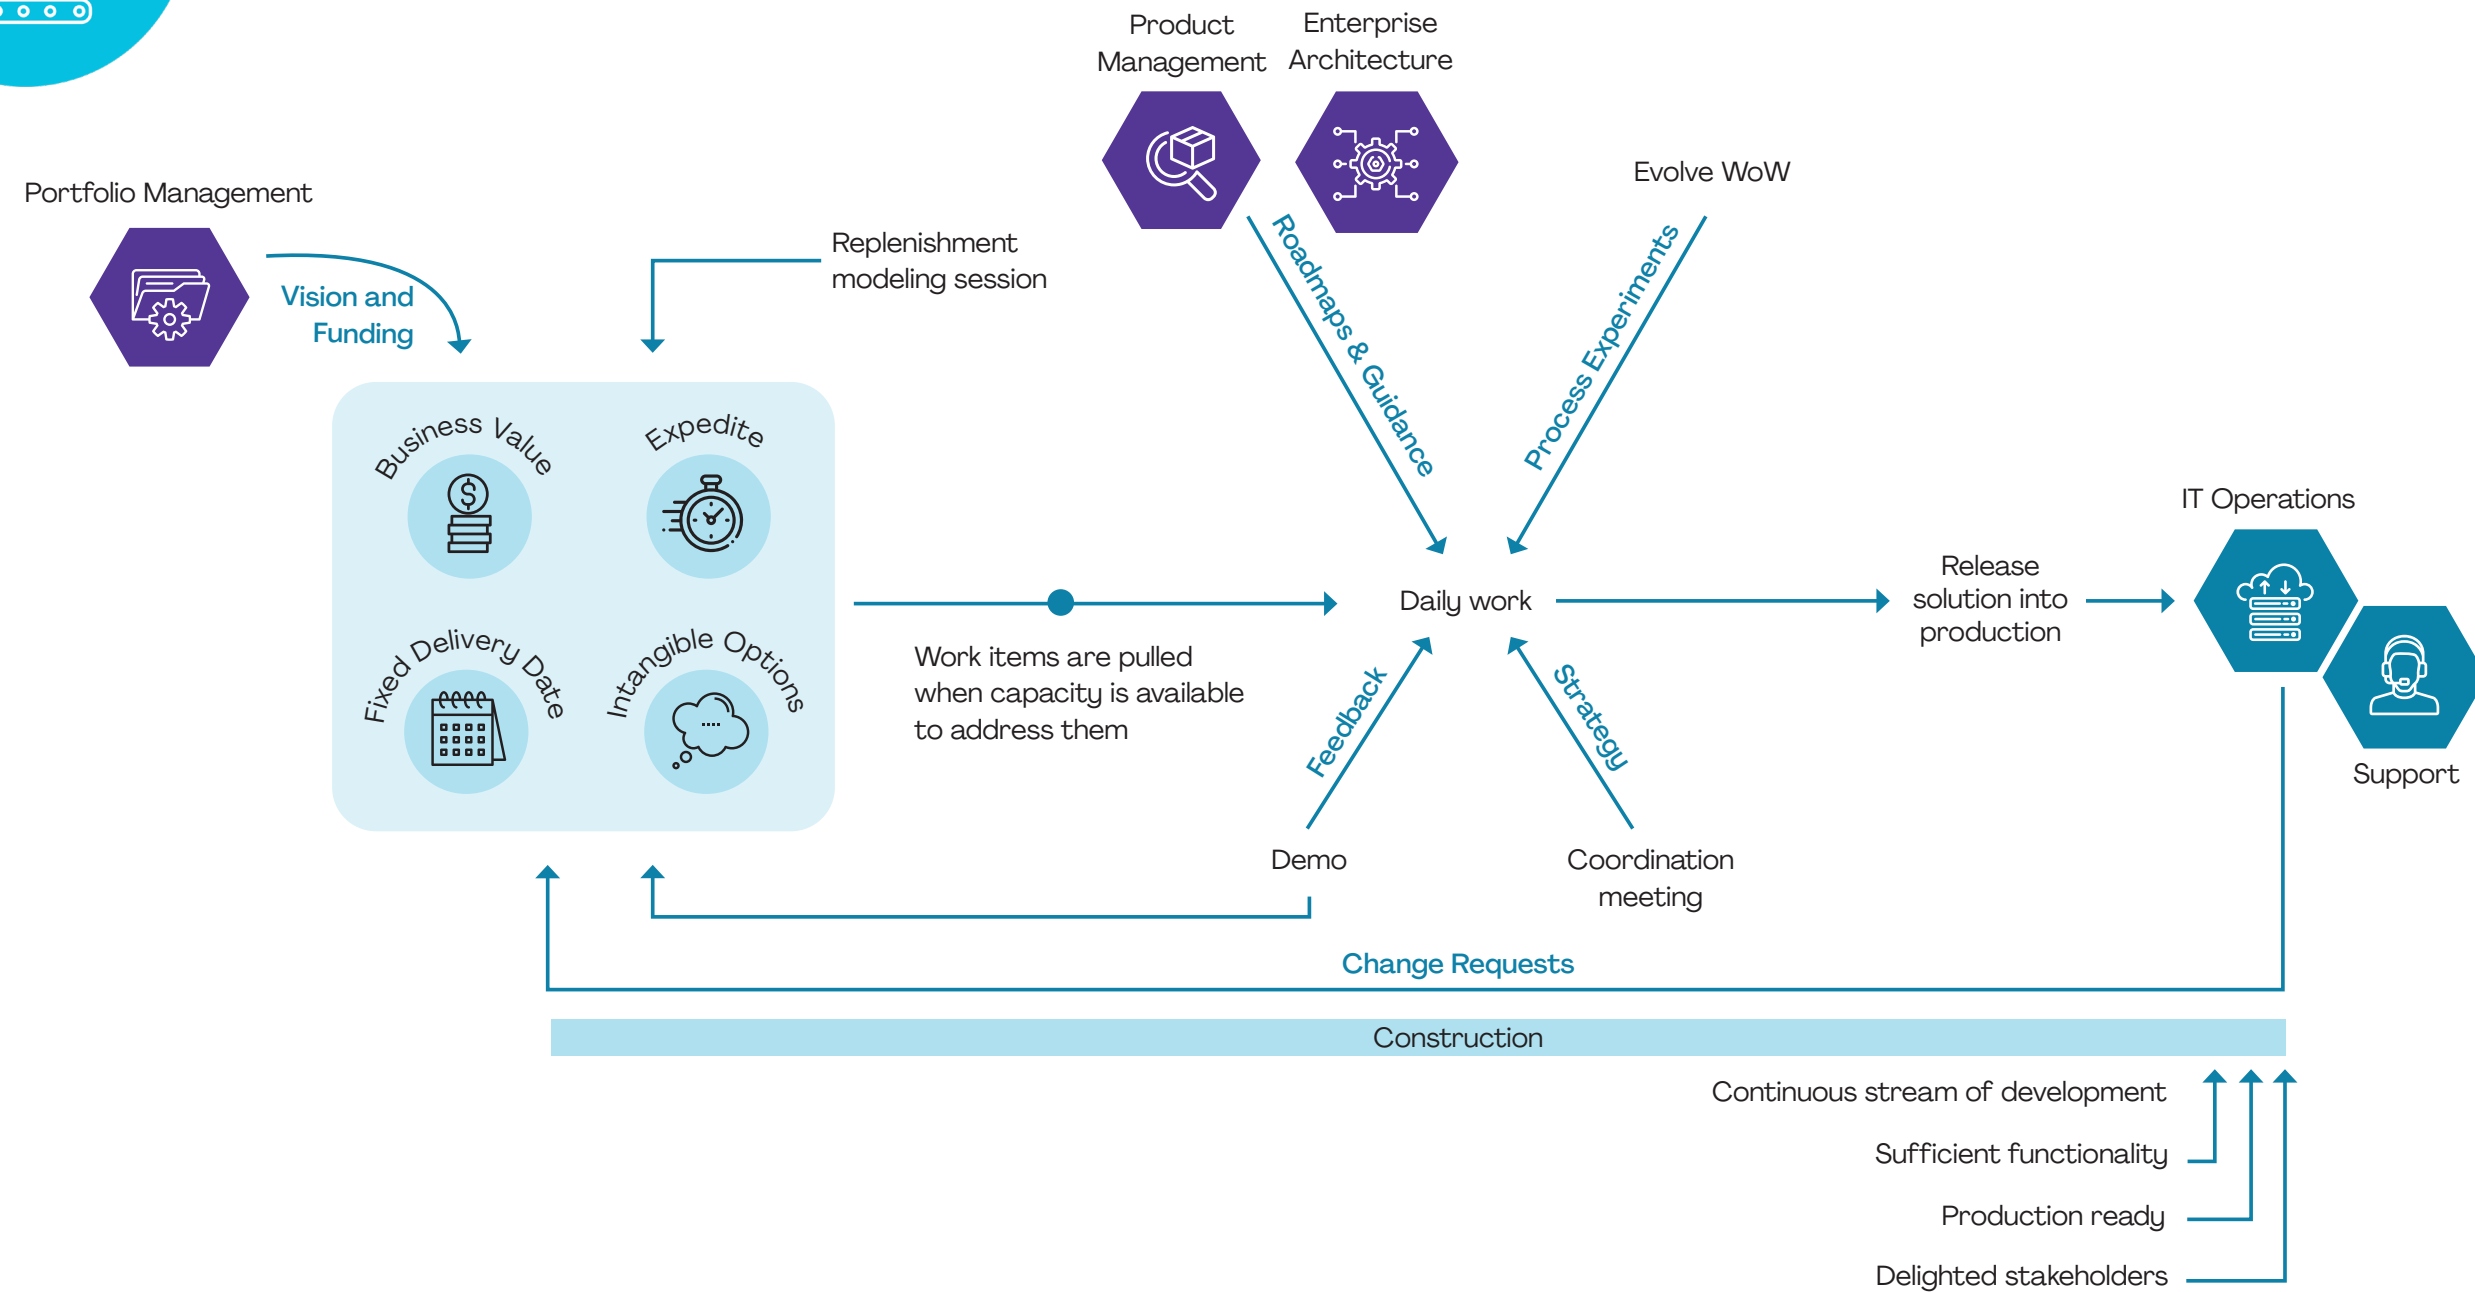 Product
Management
Enterprise
Architecture
Evolve WoW
Portfolio Management
Vision and
Funding
Replenishment
modeling session
Roadmaps & Guidance
Process Experiments
Business Value
Expedite
Fixed Delivery Date
Intangible Options
Work items are pulled
when capacity is available
to address them
Daily work
Release
solution into
production
IT Operations
Support
Feedback
Strategy
Demo
Coordination
meeting
Change Requests
Construction
Continuous stream of development
Sufficient functionality
Production ready
Delighted stakeholders